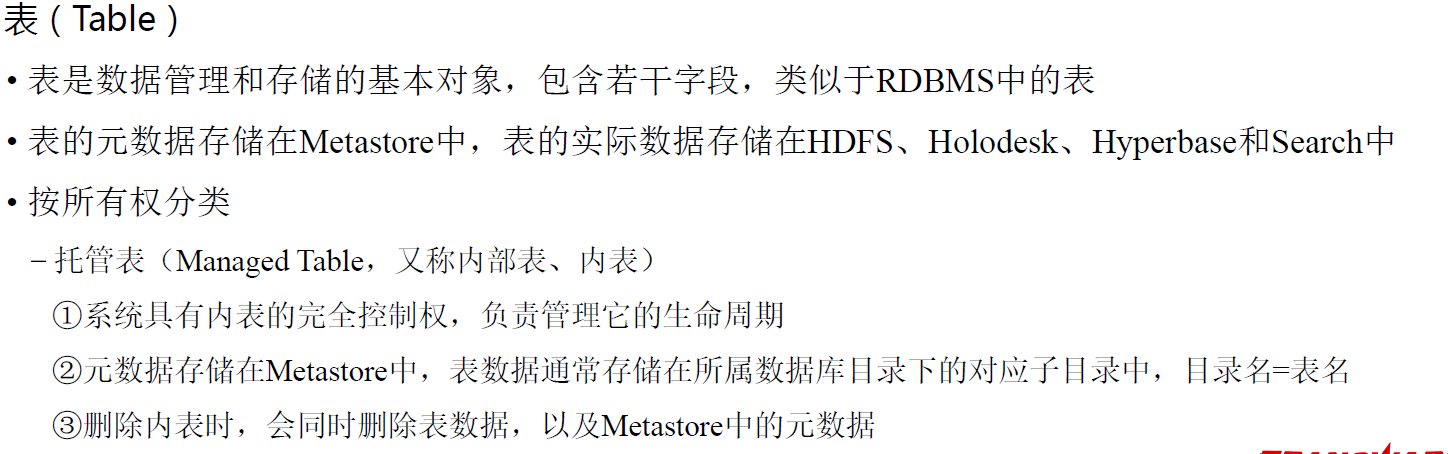 表（Table）
• 表是数据管理和存储的基本对象，包含若干字段，类似于RDBMS中的表
• 表的元数据存储在Metastore中，表的实际数据存储在HDFS、Holodesk、Hyperbase和Search中
• 按所有权分类
– 托管表（Managed Table，又称内部表、内表）
①系统具有内表的完全控制权，负责管理它的生命周期
②元数据存储在Metastore中，表数据通常存储在所属数据库目录下的对应子目录中，目录名=表名
③删除内表时，会同时删除表数据，以及Metastore中的元数据